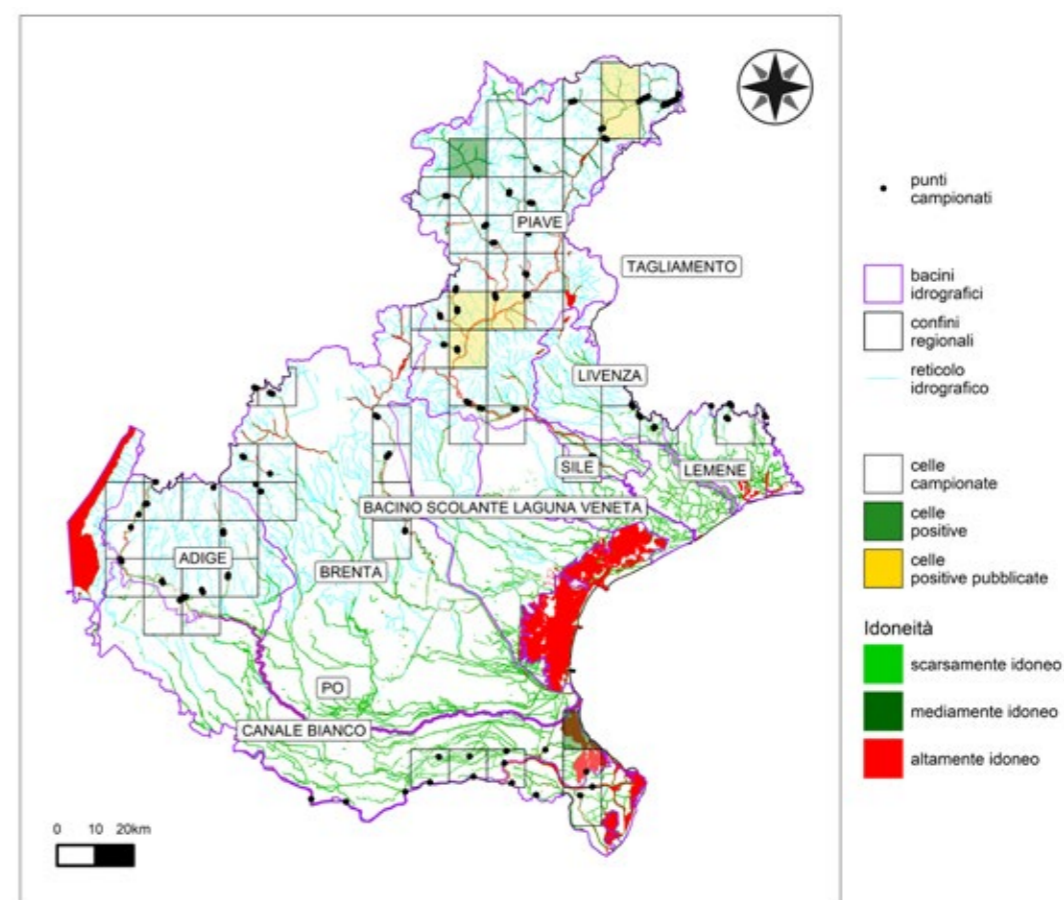 PIAVE
TAGLIAMENTO
LIVENZA
SILE
LEMENE
BACINO SCOLANTE LAGUNA VENETA
ADIGE
BRENTA
PO
CANALE BIANCO
0 10 20km
punti
campionati
bacini
idrografici
confini
regionali
reticolo
idrografico
celle
campionate
celle
positive
celle
positive pubblicate
Idoneità
scarsamente idoneo
mediamente idoneo
altamente idoneo